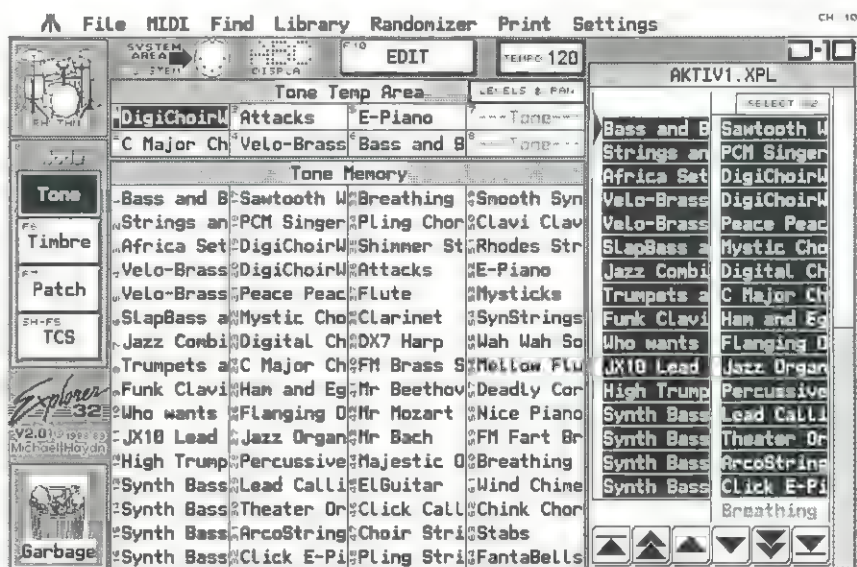 File MIDI Find Library Randomizer Print Settings
CH 10
SYSTEM AREA
F10 EDIT
TEMPO 120
AKTIV1.XPL
Tone Temp Area
LEVELS & PAN
DigiChoirW Attacks E-Piano ---Tone---
C Major Ch Velo-Brass Bass and B ---Tone---
Tone Memory
Bass and B Sawtooth W Breathing Smooth Syn
Strings an PCM Singer Pling Chor Clavi Clav
Africa Set DigiChoirW Shimmer St Rhodes Str
Velo-Brass DigiChoirW Attacks E-Piano
Velo-Brass Peace Peac Flute Mysticks
SlapBass a Mystic Cho Clarinet SynStrings
Jazz Combi Digital Ch DX7 Harp Wah Wah So
Trumpets a C Major Ch FM Brass S Mellow Flu
Funk Clavi Ham and Eg Mr Beethov Deadly Cor
Who wants Flanging D Mr Mozart Nice Piano
JX10 Lead Jazz Organ Mr Bach FM Fart Br
High Trump Percussive Majestic O Breathing
Synth Bass Lead Calli ElGuitar Wind Chime
Synth Bass Theater Or Click Call Chink Chor
Synth Bass ArcoString Choir Stri Stabs
Synth Bass Click E-Pi Pling Stri FantaBells
Tone
F6
Timbre
F7
Patch
SH-F5
TCS
Explorer
32
V2.0
Michael Haydn
Garbage
SELECT
Bass and B Sawtooth W
Strings an PCM Singer
Africa Set DigiChoirW
Velo-Brass DigiChoirW
Velo-Brass Peace Peac
SlapBass a Mystic Cho
Jazz Combi Digital Ch
Trumpets a C Major Ch
Funk Clavi Ham and Eg
Who wants Flanging D
JX10 Lead Jazz Organ
High Trump Percussive
Synth Bass Lead Calli
Synth Bass Theater Or
Synth Bass ArcoString
Synth Bass Click E-Pi
Breathing